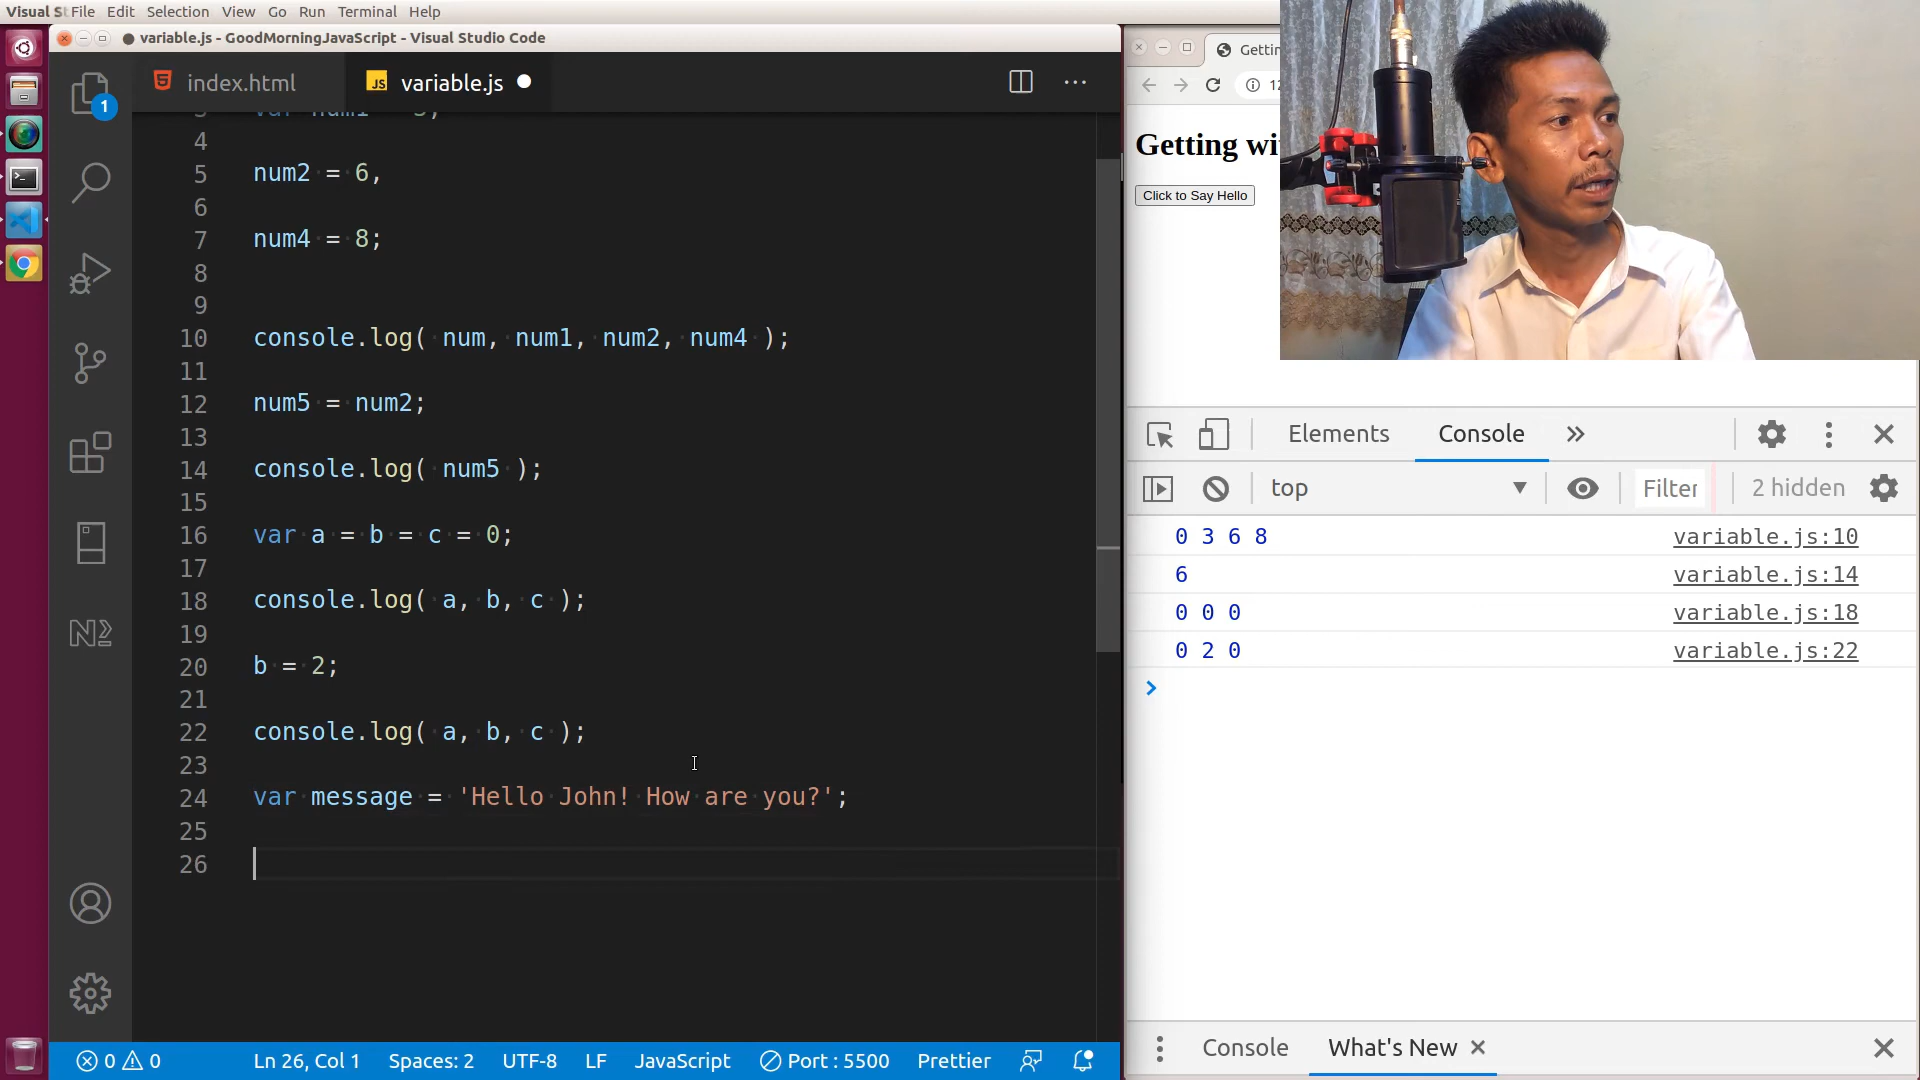 Visual St File Edit Selection View Go Run Terminal Help
variable.js - GoodMorningJavaScript - Visual Studio Code
index.html
variable.js
1
3
4
5 num2 = 6,
6
7 num4 = 8;
8
9
10 console.log( num, num1, num2, num4 );
11
12 num5 = num2;
13
14 console.log( num5 );
15
16 var a = b = c = 0;
17
18 console.log( a, b, c );
19
20 b = 2;
21
22 console.log( a, b, c );
23
24 var message = 'Hello John! How are you?';
25
26
0 0 Ln 26, Col 1 Spaces: 2 UTF-8 LF JavaScript Port : 5500 Prettier
Getting wi
Click to Say Hello
Elements Console
top Filter 2 hidden
0 3 6 8 variable.js:10
6 variable.js:14
0 0 0 variable.js:18
0 2 0 variable.js:22
Console What's New